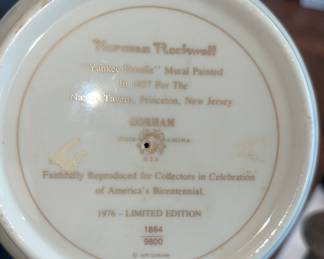 Norman Rockwell
"Yankee Doodle" Mural Painted
In 1937 For The
Nassau Tavern, Princeton, New Jersey
GORHAM
CHINA
U.S.A.
Faithfully Reproduced for Collectors in Celebration
of America's Bicentennial.
1976 - LIMITED EDITION
1864
9800